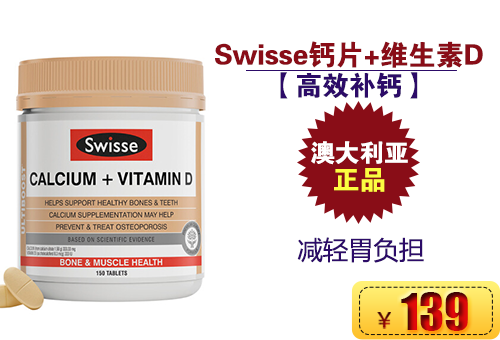 Swisse钙片+维生素D
【高效补钙】
澳大利亚
正品
减轻胃负担
¥ 139
Swisse
ULTIBOOST
CALCIUM + VITAMIN D
HELPS SUPPORT HEALTHY BONES & TEETH
CALCIUM SUPPLEMENTATION MAY HELP
PREVENT & TREAT OSTEOPOROSIS
BASED ON SCIENTIFIC EVIDENCE
BONE & MUSCLE HEALTH
150 TABLETS